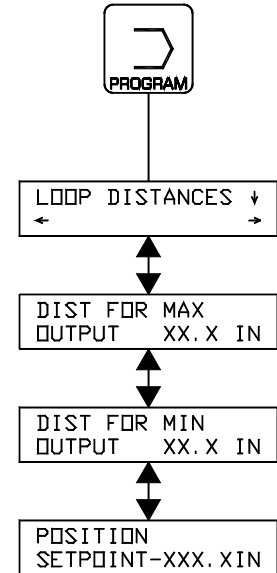 PROGRAM
LOOP DISTANCES ↓
← →
DIST FOR MAX
OUTPUT XX.X IN
DIST FOR MIN
OUTPUT XX.X IN
POSITION
SETPOINT-XXX.XIN